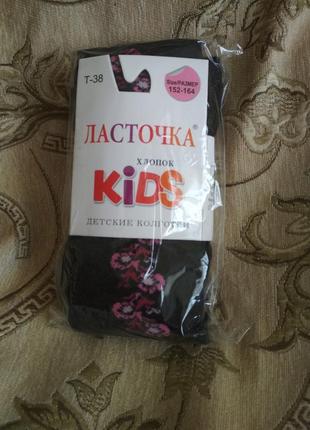 T-38
Size/РАЗМЕР
152-164
ЛАСТОЧКА®
ХЛОПОК
KiDS
ДЕТСКИЕ КОЛГОТКИ